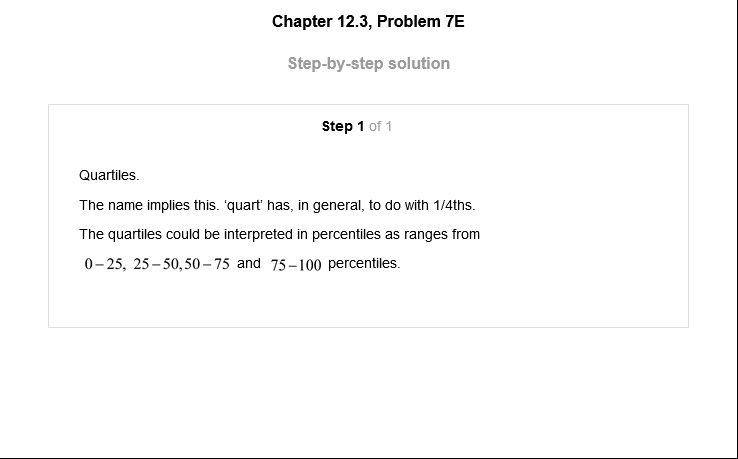 Chapter 12.3, Problem 7E
Step-by-step solution
Step 1 of 1
Quartiles.
The name implies this. 'quart' has, in general, to do with 1/4ths.
The quartiles could be interpreted in percentiles as ranges from
0–25, 25–50,50–75 and 75–100 percentiles.